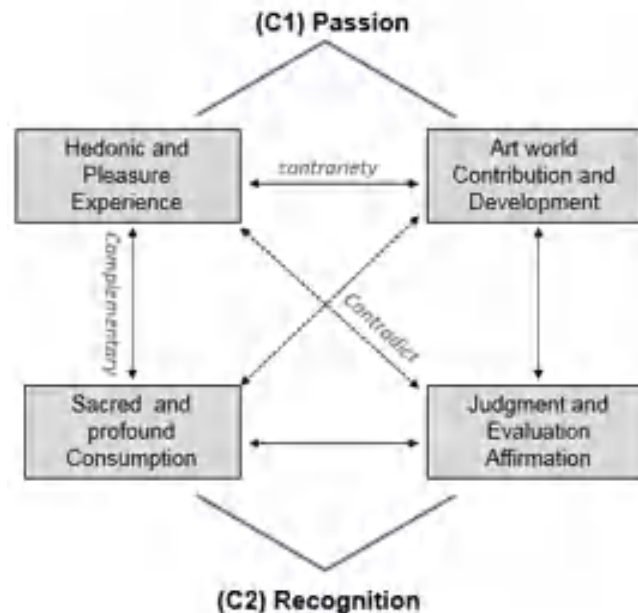 (C1) Passion
Hedonic and
Pleasure
Experience
contrariety
Art world
Contribution and
Development
Complementary
Contradict
Sacred and
profound
Consumption
Judgment and
Evaluation
Affirmation
(C2) Recognition